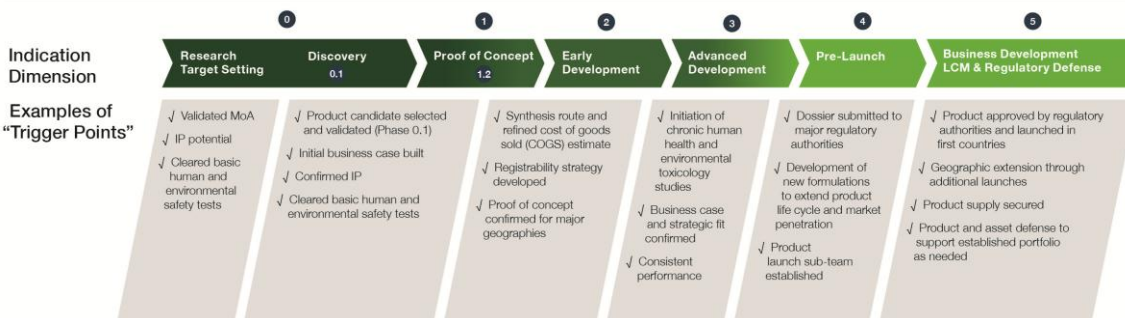 0
1
2
3
4
5
Indication
Dimension
Research
Target Setting
Discovery
0.1
Proof of Concept
1.2
Early
Development
Advanced
Development
Pre-Launch
Business Development
LCM & Regulatory Defense
Examples of
“Trigger Points”
√ Validated MoA
√ IP potential
√ Cleared basic
human and
environmental
safety tests
√ Product candidate selected
and validated (Phase 0.1)
√ Initial business case built
√ Confirmed IP
√ Cleared basic human and
environmental safety tests
√ Synthesis route and
refined cost of goods
sold (COGS) estimate
√ Registrability strategy
developed
√ Proof of concept
confirmed for major
geographies
√ Initiation of
chronic human
health and
environmental
toxicology
studies
√ Business case
and strategic fit
confirmed
√ Consistent
performance
√ Dossier submitted to
major regulatory
authorities
√ Development of
new formulations
to extend product
life cycle and market
penetration
√ Product
launch sub-team
established
√ Product approved by regulatory
authorities and launched in
first countries
√ Geographic extension through
additional launches
√ Product supply secured
√ Product and asset defense to
support established portfolio
as needed